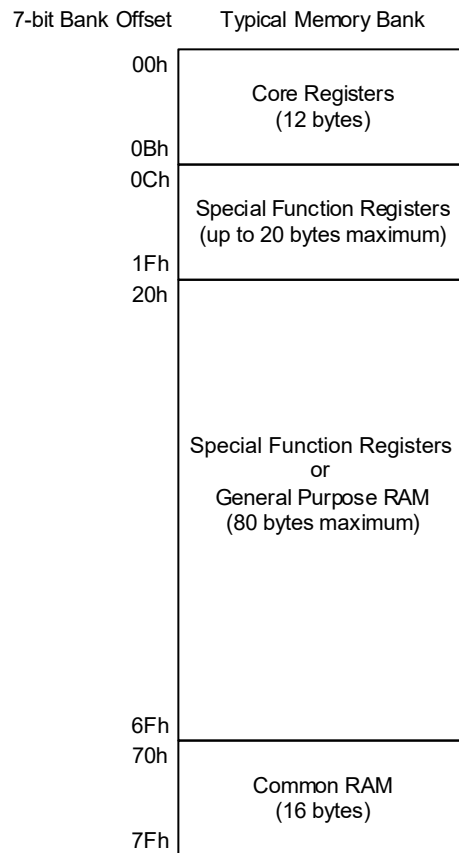 7-bit Bank Offset Typical Memory Bank
00h
Core Registers
(12 bytes)
0Bh
0Ch
Special Function Registers
(up to 20 bytes maximum)
1Fh
20h
Special Function Registers
or
General Purpose RAM
(80 bytes maximum)
6Fh
70h
Common RAM
(16 bytes)
7Fh